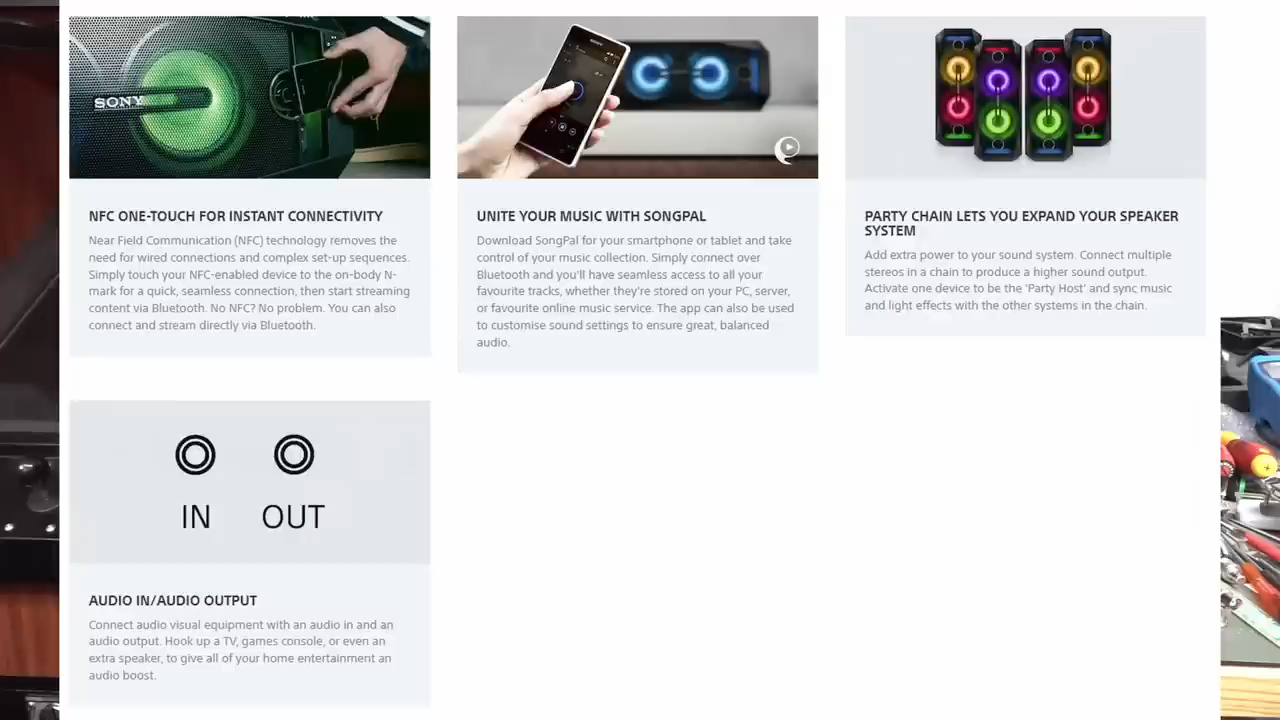 SONY
NFC ONE-TOUCH FOR INSTANT CONNECTIVITY
Near Field Communication (NFC) technology removes the
need for wired connections and complex set-up sequences.
Simply touch your NFC-enabled device to the on-body N-
mark for a quick, seamless connection, then start streaming
content via Bluetooth. No NFC? No problem. You can also
connect and stream directly via Bluetooth.
SONY
UNITE YOUR MUSIC WITH SONGPAL
Download SongPal for your smartphone or tablet and take
control of your music collection. Simply connect over
Bluetooth and you'll have seamless access to all your
favourite tracks, whether they're stored on your PC, server,
or favourite online music service. The app can also be used
to customise sound settings to ensure great, balanced
audio.
PARTY CHAIN LETS YOU EXPAND YOUR SPEAKER
SYSTEM
Add extra power to your sound system. Connect multiple
stereos in a chain to produce a higher sound output.
Activate one device to be the 'Party Host' and sync music
and light effects with the other systems in the chain.
IN OUT
AUDIO IN/AUDIO OUTPUT
Connect audio visual equipment with an audio in and an
audio output. Hook up a TV, games console, or even an
extra speaker, to give all of your home entertainment an
audio boost.